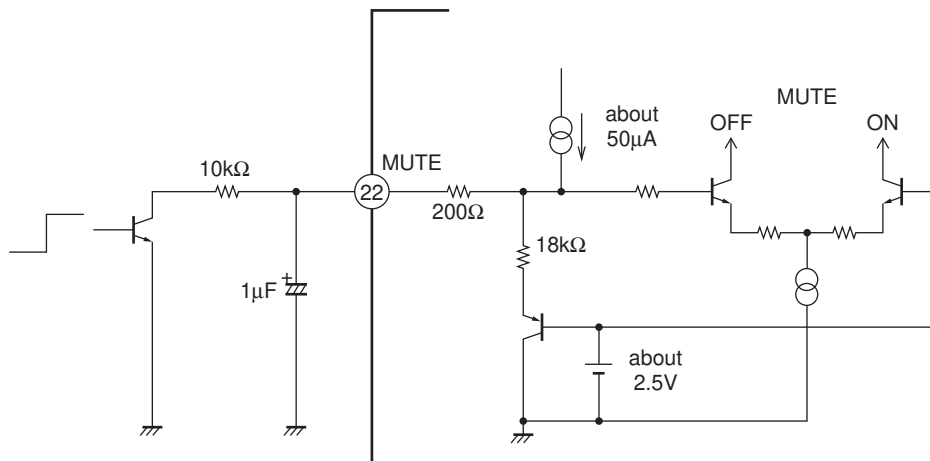 MUTE
about
50μA
OFF
ON
10kΩ
MUTE
22
200Ω
18kΩ
1μF
+
about
2.5V